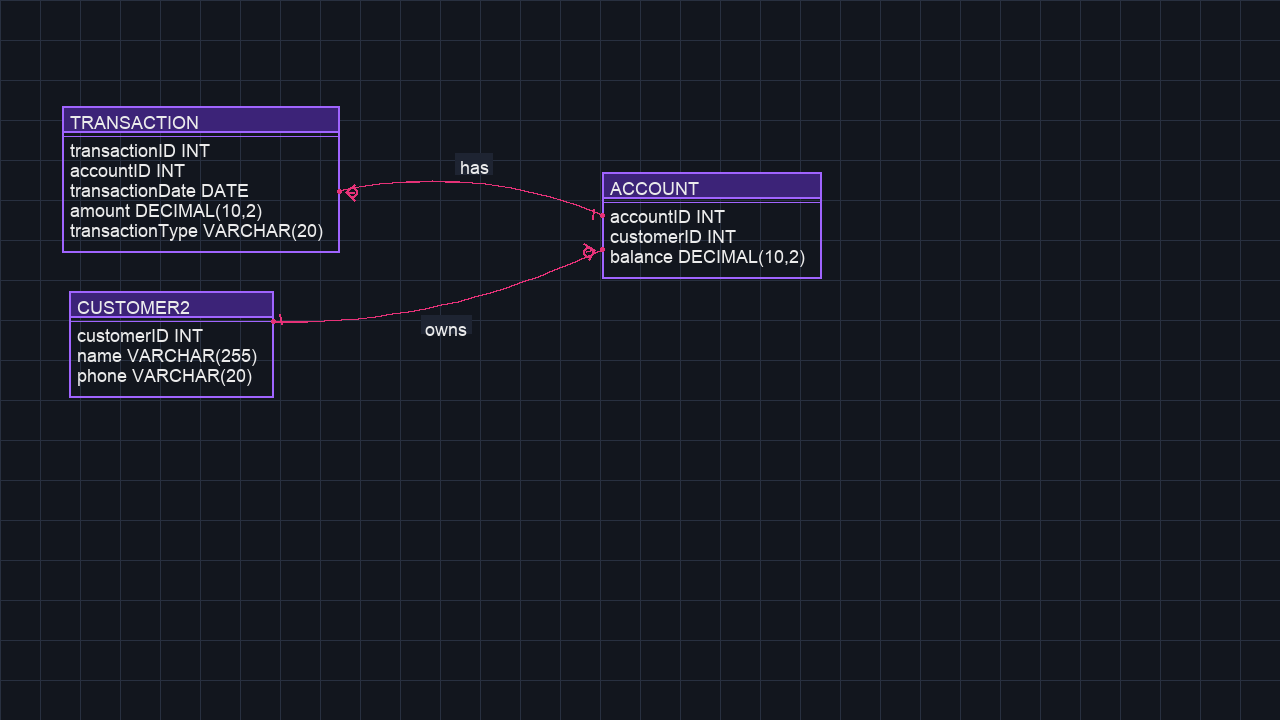 TRANSACTION
transactionID INT
accountID INT
transactionDate DATE
amount DECIMAL(10,2)
transactionType VARCHAR(20)
has
ACCOUNT
accountID INT
customerID INT
balance DECIMAL(10,2)
CUSTOMER2
customerID INT
name VARCHAR(255)
phone VARCHAR(20)
owns